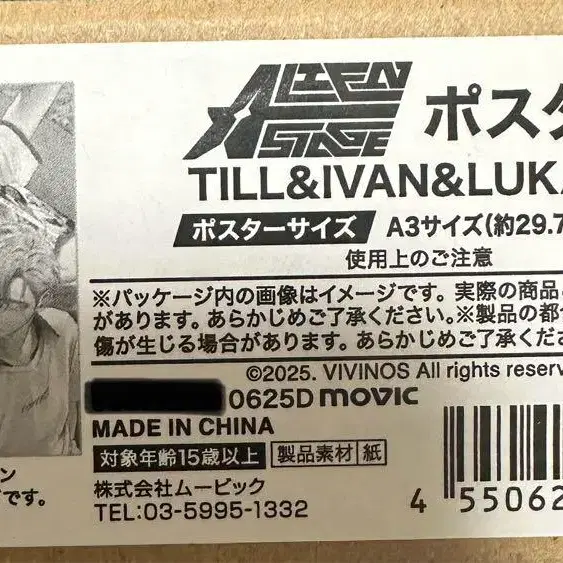 ALIEN STAGE
ポスタ
TILL&IVAN&LUK
ポスターサイズ A3サイズ(約29.7
使用上のご注意
※パッケージ内の画像はイメージです。実際の商品と
があります。あらかじめご了承ください。※製品の都
傷が生じる場合があります。あらかじめご了承くださ
©2025. VIVINOS All rights reserv
0625D movic
MADE IN CHINA
対象年齢15歳以上 製品素材 紙
株式会社ムービック
TEL:03-5995-1332
ン
です。
4 55062